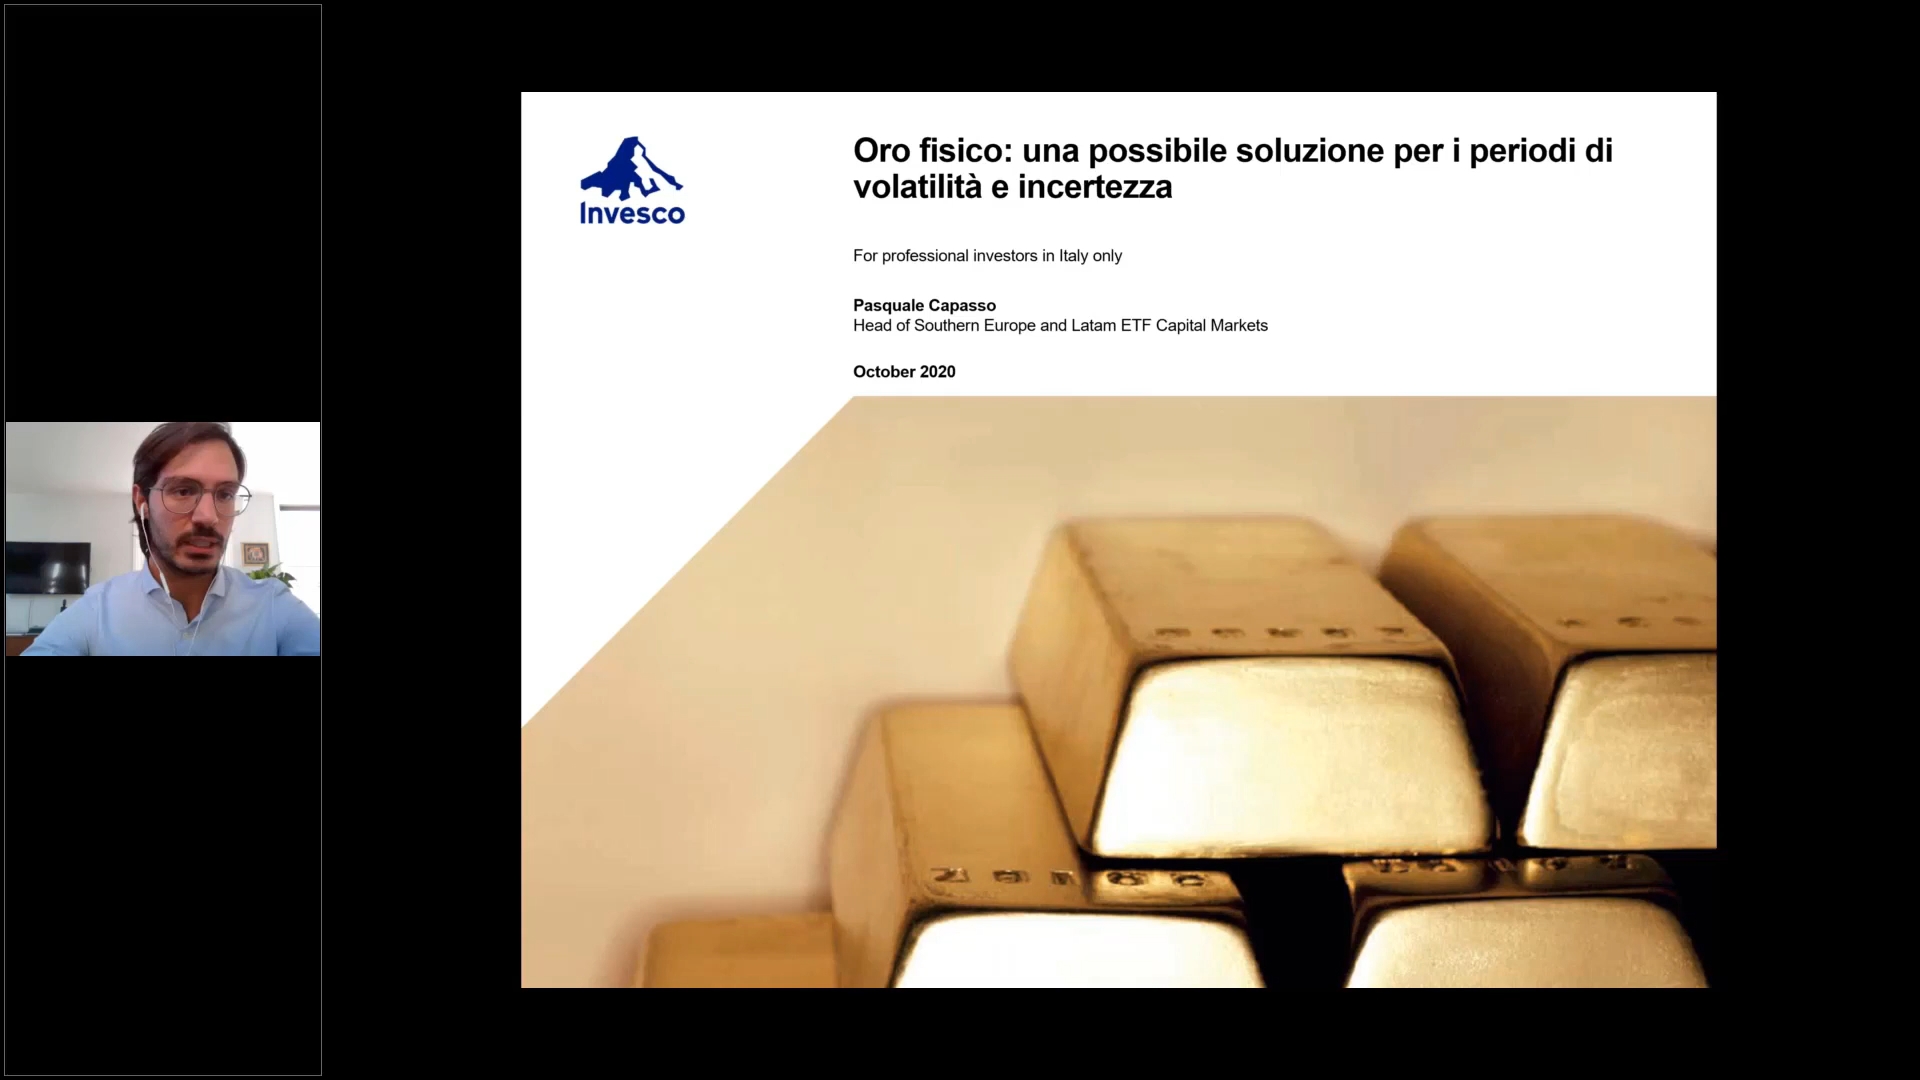 Invesco
Oro fisico: una possibile soluzione per i periodi di
volatilità e incertezza
For professional investors in Italy only
Pasquale Capasso
Head of Southern Europe and Latam ETF Capital Markets
October 2020